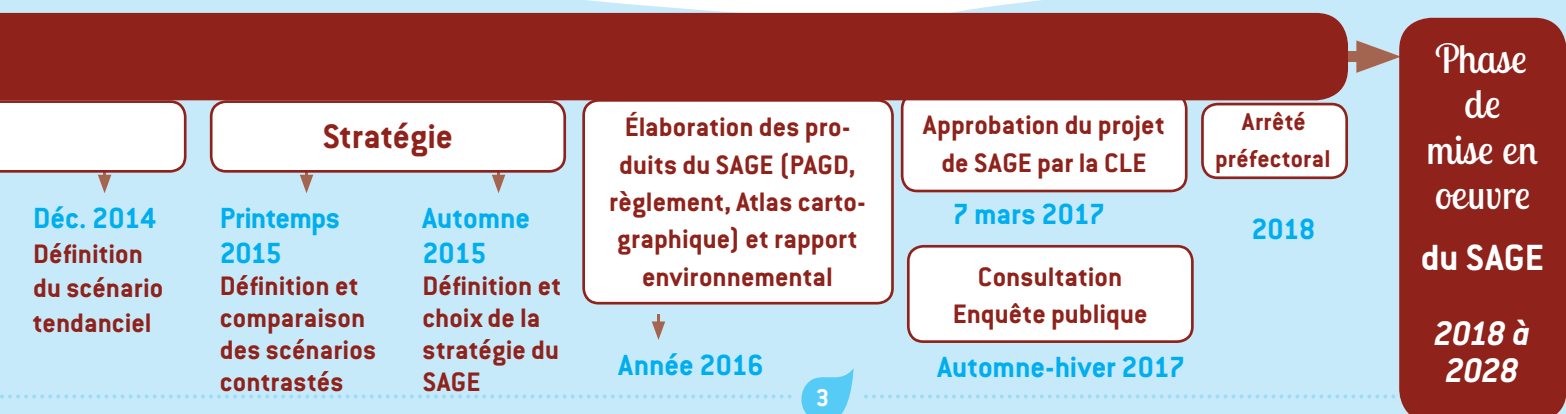 Déc. 2014
Définition
du scénario
tendanciel
Stratégie
Printemps
2015
Définition et
comparaison
des scénarios
contrastés
Automne
2015
Définition et
choix de la
stratégie du
SAGE
Élaboration des pro-
duits du SAGE (PAGD,
règlement, Atlas carto-
graphique) et rapport
environnemental
Année 2016
Approbation du projet
de SAGE par la CLE
7 mars 2017
Consultation
Enquête publique
Automne-hiver 2017
Arrêté
préfectoral
2018
Phase
de
mise en
oeuvre
du SAGE
2018 à
2028
3